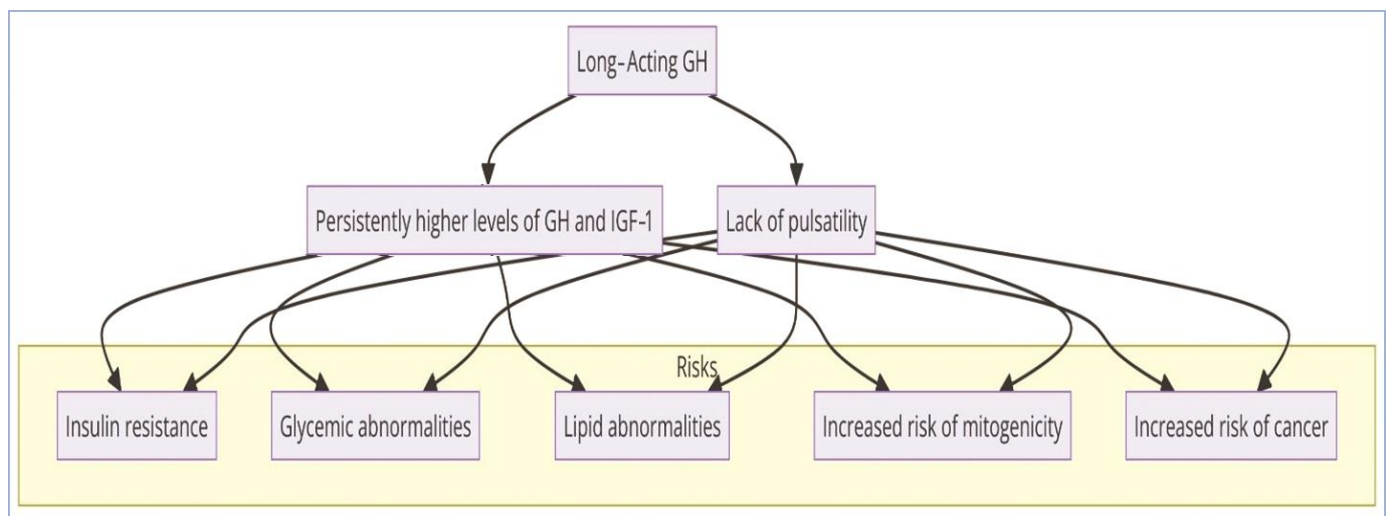 Long-Acting GH
Persistently higher levels of GH and IGF-1
Lack of pulsatility
Risks
Insulin resistance
Glycemic abnormalities
Lipid abnormalities
Increased risk of mitogenicity
Increased risk of cancer